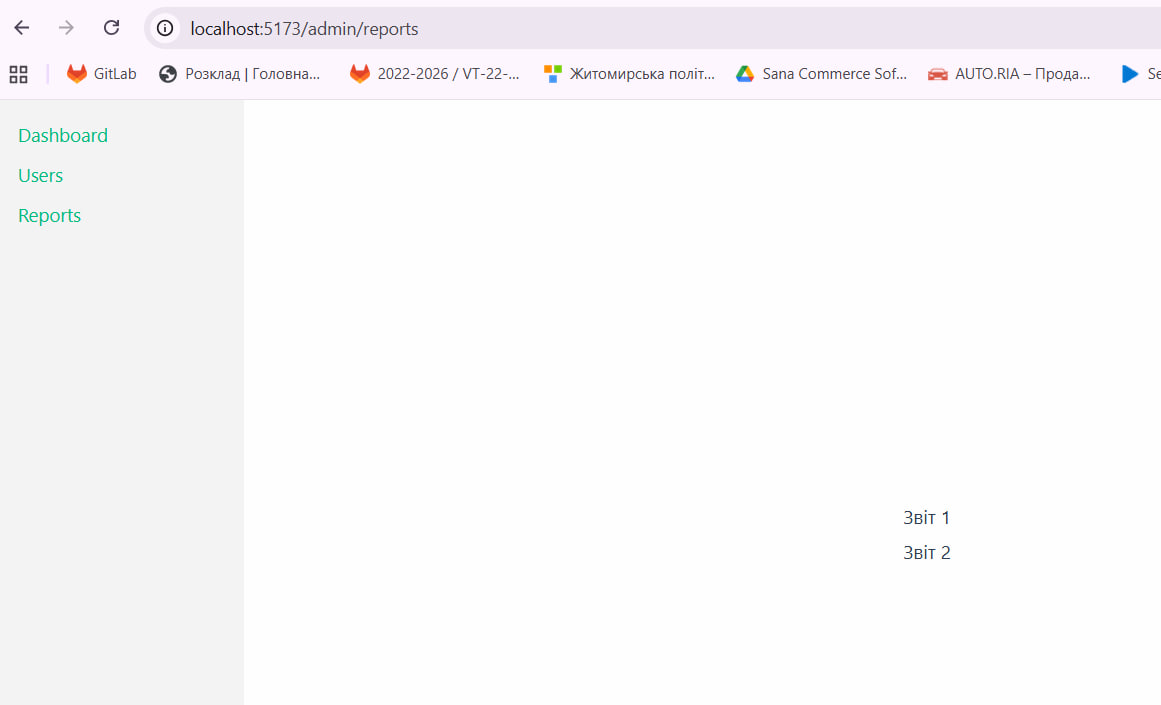 localhost:5173/admin/reports
GitLab Розклад | Головна... 2022-2026 / VT-22-... Житомирська політ... Sana Commerce Sof... AUTO.RIA – Прода... Se
Dashboard
Users
Reports
Звіт 1
Звіт 2